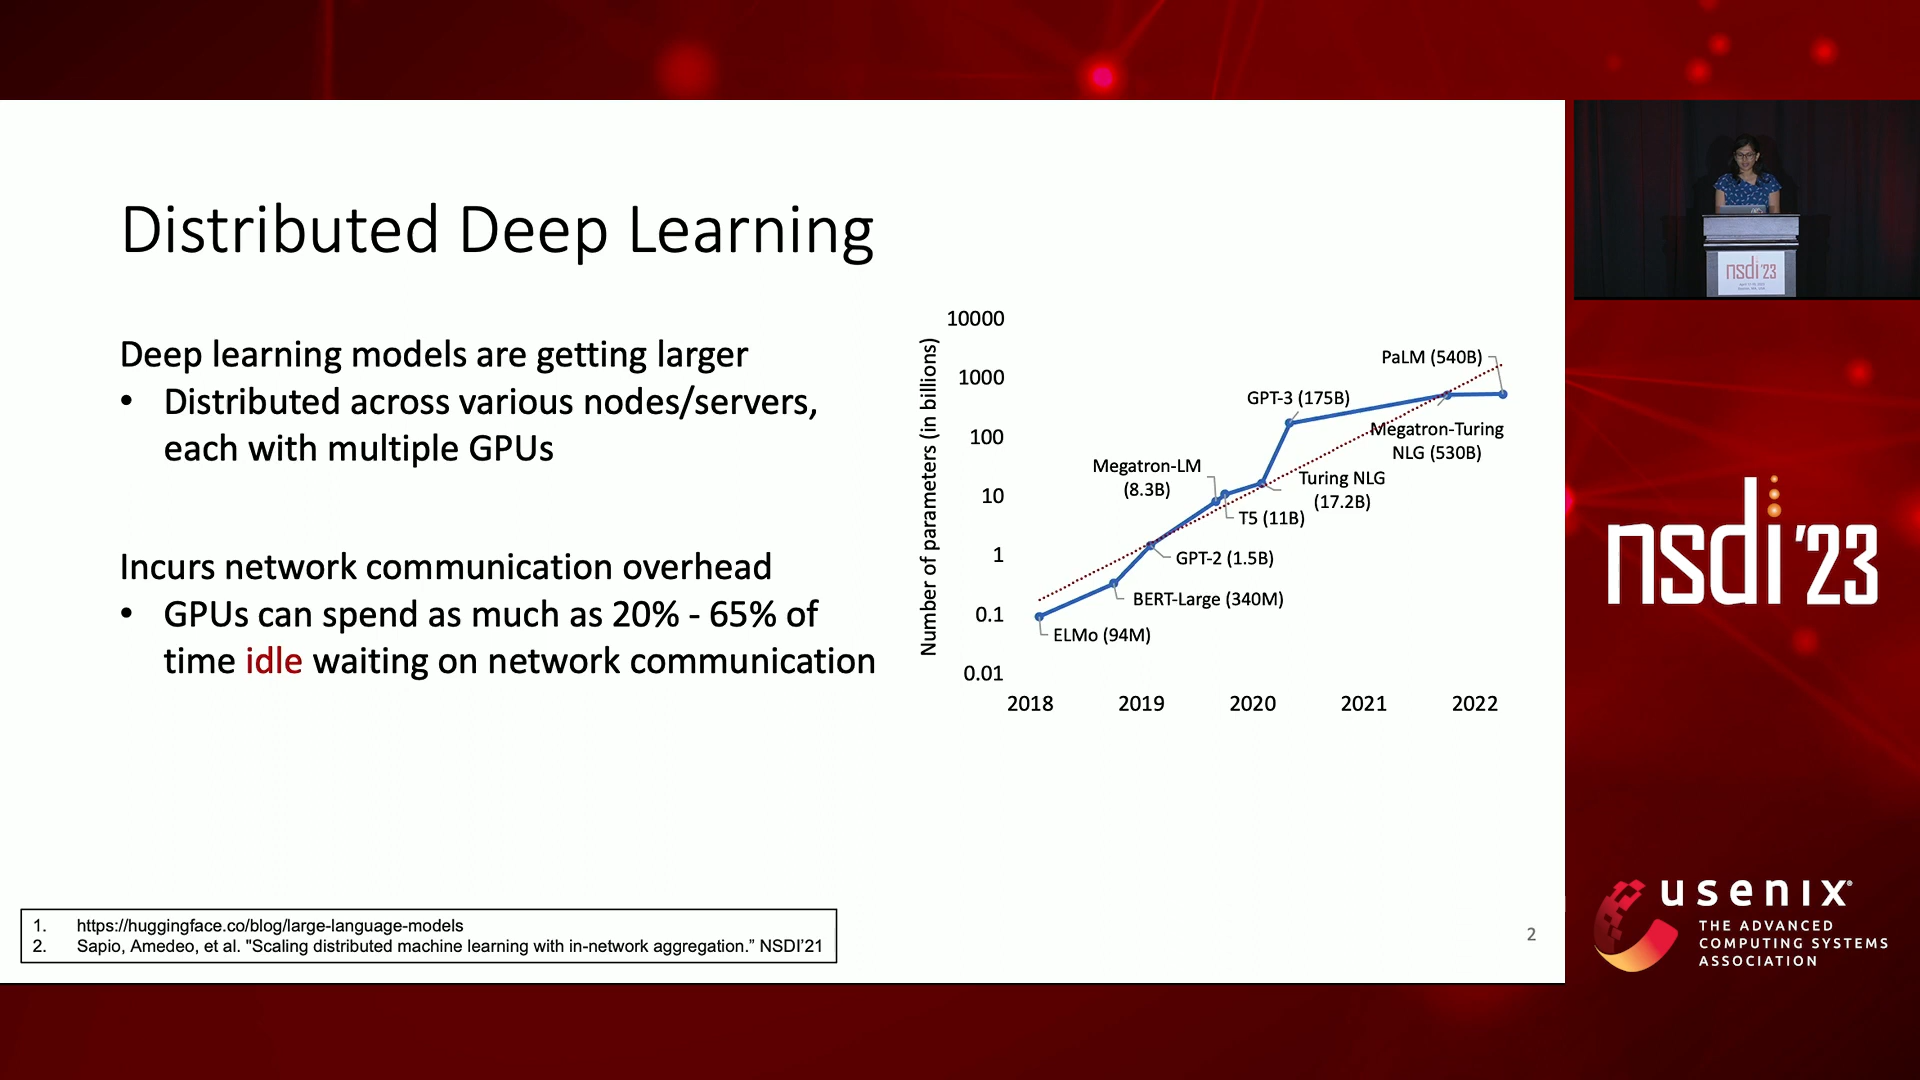 Distributed Deep Learning
Deep learning models are getting larger
• Distributed across various nodes/servers,
each with multiple GPUs
Incurs network communication overhead
• GPUs can spend as much as 20% - 65% of
time idle waiting on network communication
Number of parameters (in billions)
10000
1000
100
10
1
0.1
0.01
2018 2019 2020 2021 2022
PaLM (540B)
GPT-3 (175B)
Megatron-Turing
NLG (530B)
Megatron-LM
(8.3B)
Turing NLG
(17.2B)
T5 (11B)
GPT-2 (1.5B)
BERT-Large (340M)
ELMo (94M)
1. https://huggingface.co/blog/large-language-models
2. Sapio, Amedeo, et al. "Scaling distributed machine learning with in-network aggregation.” NSDI’21
2
nsdi '23
nsdi '23
usenix®
THE ADVANCED
COMPUTING SYSTEMS
ASSOCIATION